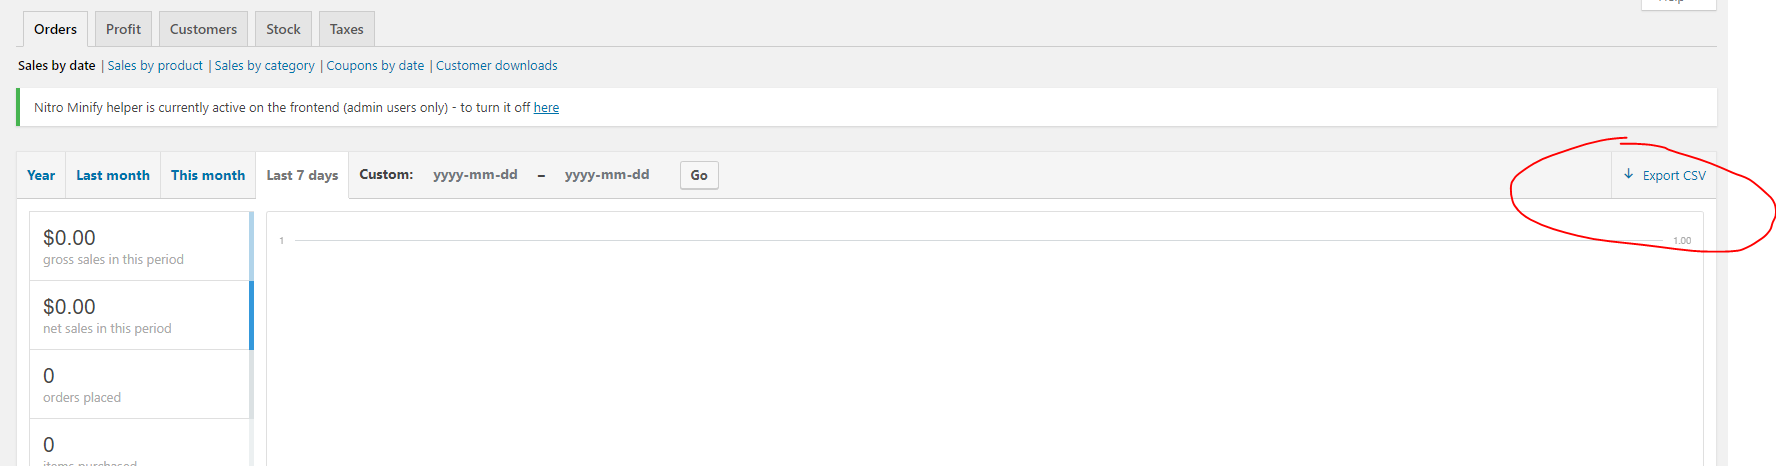 Orders Profit Customers Stock Taxes
Sales by date | Sales by product | Sales by category | Coupons by date | Customer downloads
Nitro Minify helper is currently active on the frontend (admin users only) - to turn it off here
Year Last month This month Last 7 days Custom: yyyy-mm-dd – yyyy-mm-dd Go Export CSV
$0.00
gross sales in this period
1 1.00
$0.00
net sales in this period
0
orders placed
0
items purchased